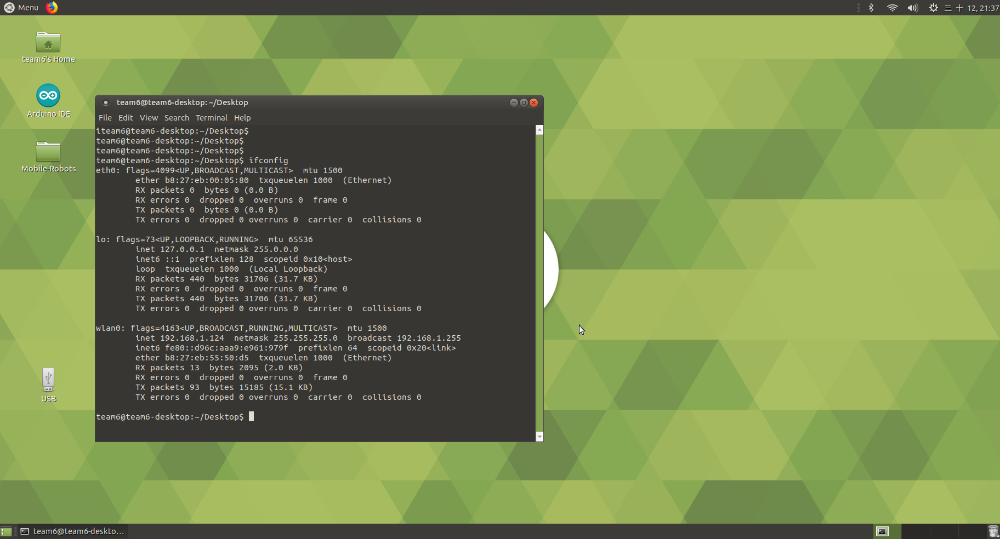 Menu
三 十 12, 21:37
team6's Home
Arduino IDE
Mobile-Robots
USB
team6@team6-desktop: ~/Desktop
File Edit View Search Terminal Help
iteam6@team6-desktop:~/Desktop$
team6@team6-desktop:~/Desktop$
team6@team6-desktop:~/Desktop$
team6@team6-desktop:~/Desktop$ ifconfig
eth0: flags=4099<UP,BROADCAST,MULTICAST>  mtu 1500
        ether b8:27:eb:00:05:80  txqueuelen 1000  (Ethernet)
        RX packets 0  bytes 0 (0.0 B)
        RX errors 0  dropped 0  overruns 0  frame 0
        TX packets 0  bytes 0 (0.0 B)
        TX errors 0  dropped 0 overruns 0  carrier 0  collisions 0

lo: flags=73<UP,LOOPBACK,RUNNING>  mtu 65536
        inet 127.0.0.1  netmask 255.0.0.0
        inet6 ::1  prefixlen 128  scopeid 0x10<host>
        loop  txqueuelen 1000  (Local Loopback)
        RX packets 440  bytes 31706 (31.7 KB)
        RX errors 0  dropped 0  overruns 0  frame 0
        TX packets 440  bytes 31706 (31.7 KB)
        TX errors 0  dropped 0 overruns 0  carrier 0  collisions 0

wlan0: flags=4163<UP,BROADCAST,RUNNING,MULTICAST>  mtu 1500
        inet 192.168.1.124  netmask 255.255.255.0  broadcast 192.168.1.255
        inet6 fe80::d96c:aaa9:e961:979f  prefixlen 64  scopeid 0x20<link>
        ether b8:27:eb:55:50:d5  txqueuelen 1000  (Ethernet)
        RX packets 13  bytes 2095 (2.0 KB)
        RX errors 0  dropped 0  overruns 0  frame 0
        TX packets 93  bytes 15185 (15.1 KB)
        TX errors 0  dropped 0 overruns 0  carrier 0  collisions 0

team6@team6-desktop:~/Desktop$
team6@team6-deskto...